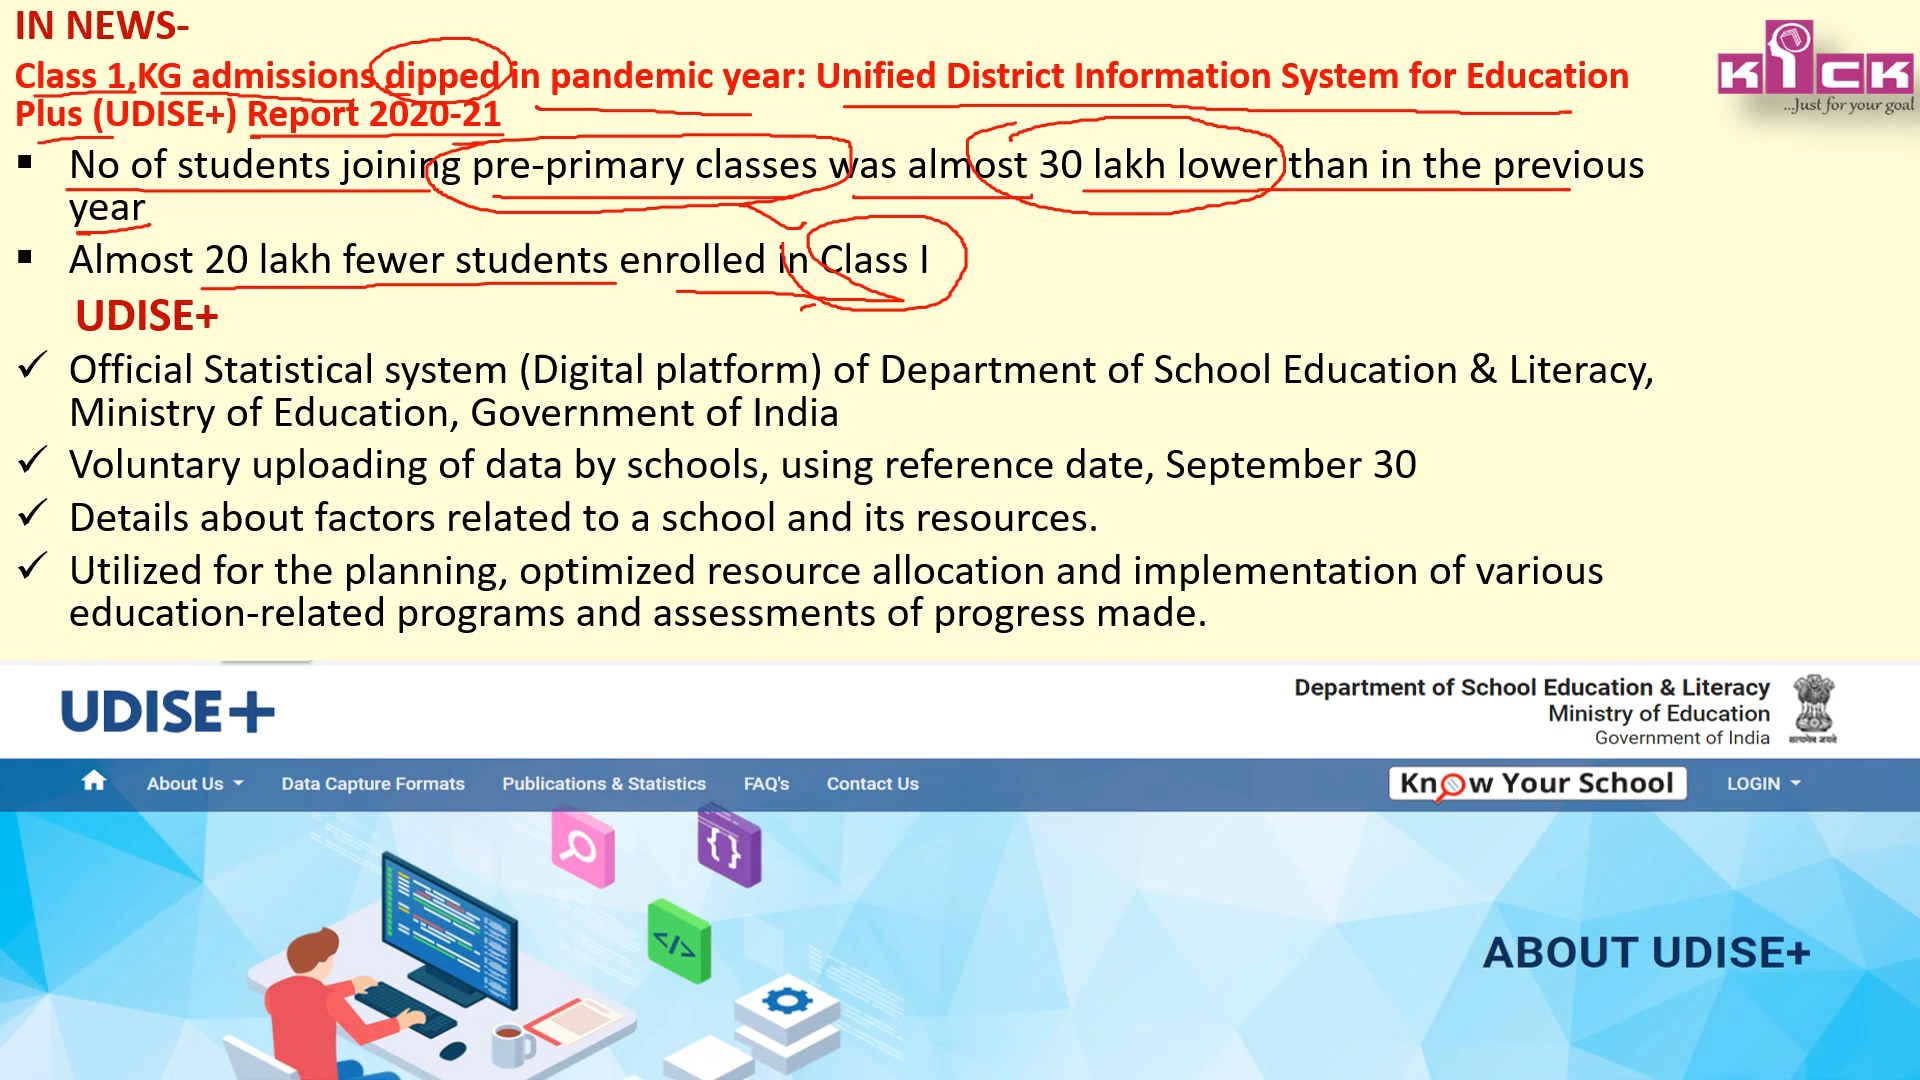 IN NEWS-
Class 1,KG admissions dipped in pandemic year: Unified District Information System for Education
Plus (UDISE+) Report 2020-21
▪ No of students joining pre-primary classes was almost 30 lakh lower than in the previous
year
▪ Almost 20 lakh fewer students enrolled in Class I
UDISE+
✓ Official Statistical system (Digital platform) of Department of School Education & Literacy,
Ministry of Education, Government of India
✓ Voluntary uploading of data by schools, using reference date, September 30
✓ Details about factors related to a school and its resources.
✓ Utilized for the planning, optimized resource allocation and implementation of various
education-related programs and assessments of progress made.
KICK
...Just for your goal
UDISE+
Department of School Education & Literacy
Ministry of Education
Government of India
सत्यमेव जयते
About Us Data Capture Formats Publications & Statistics FAQ's Contact Us Know Your School LOGIN
{}
</>
ABOUT UDISE+